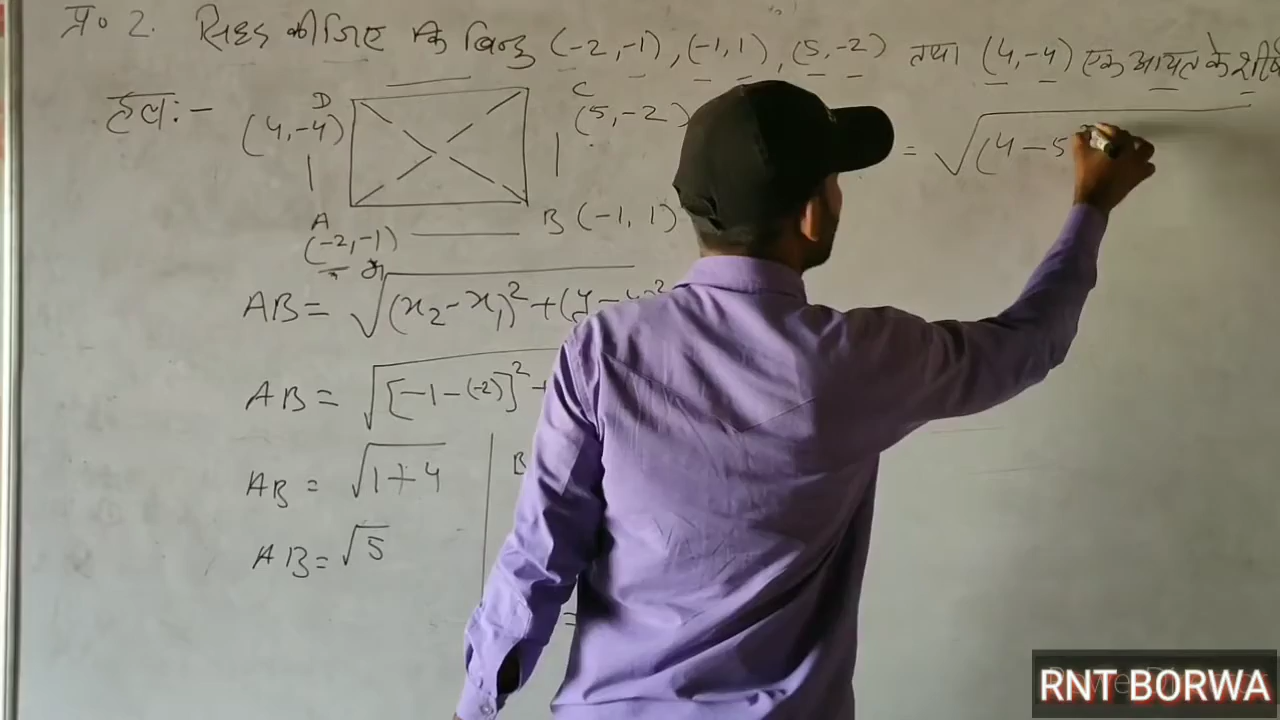 प्र० 2. सिद्ध कीजिए कि बिन्दु (-2,-1), (-1, 1), (5, -2) तथा (4, -4) एक आयत के शीर्ष
हल:-
D
(4,-4)
C
(5, -2)
A
(-2,-1)
B (-1, 1)
= √(4-5
AB = √(x₂-x₁)²+(y
AB = √[-1-(-2)]²+
AB = √1+4
B
AB = √5
=
RNT BORWA